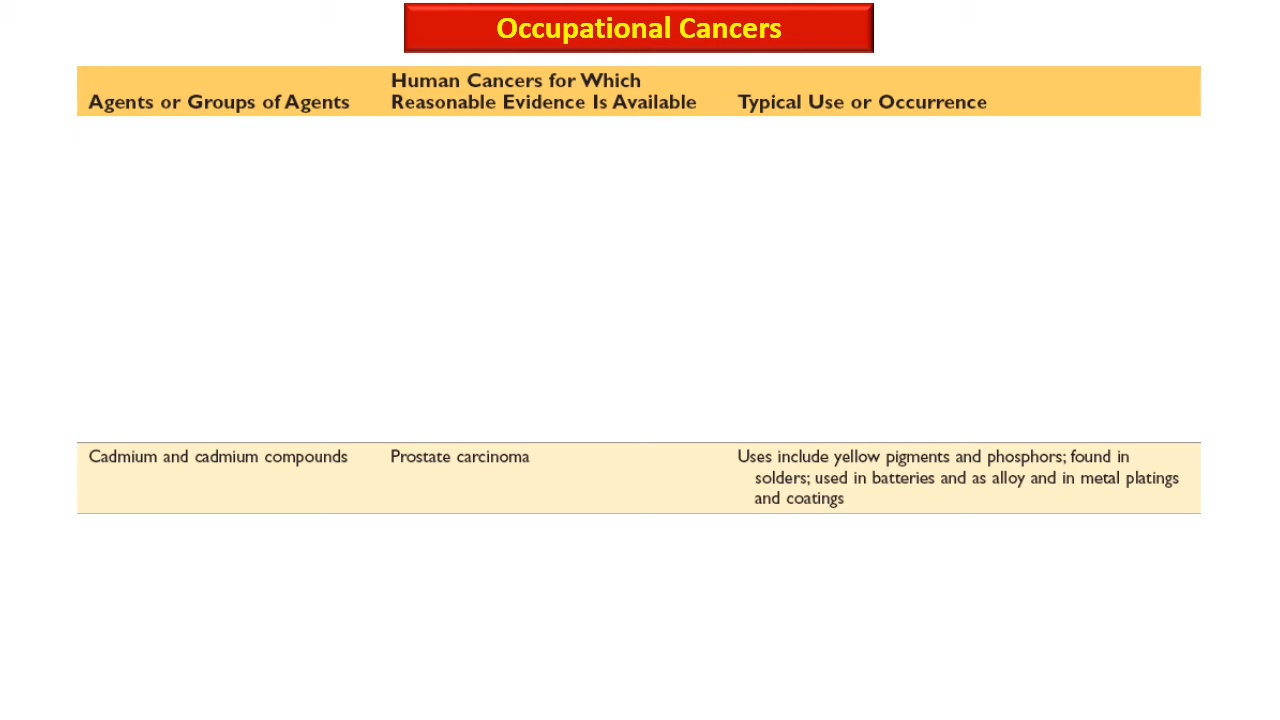 Occupational Cancers
Human Cancers for Which
Agents or Groups of Agents Reasonable Evidence Is Available Typical Use or Occurrence
Cadmium and cadmium compounds Prostate carcinoma Uses include yellow pigments and phosphors; found in
solders; used in batteries and as alloy and in metal platings
and coatings